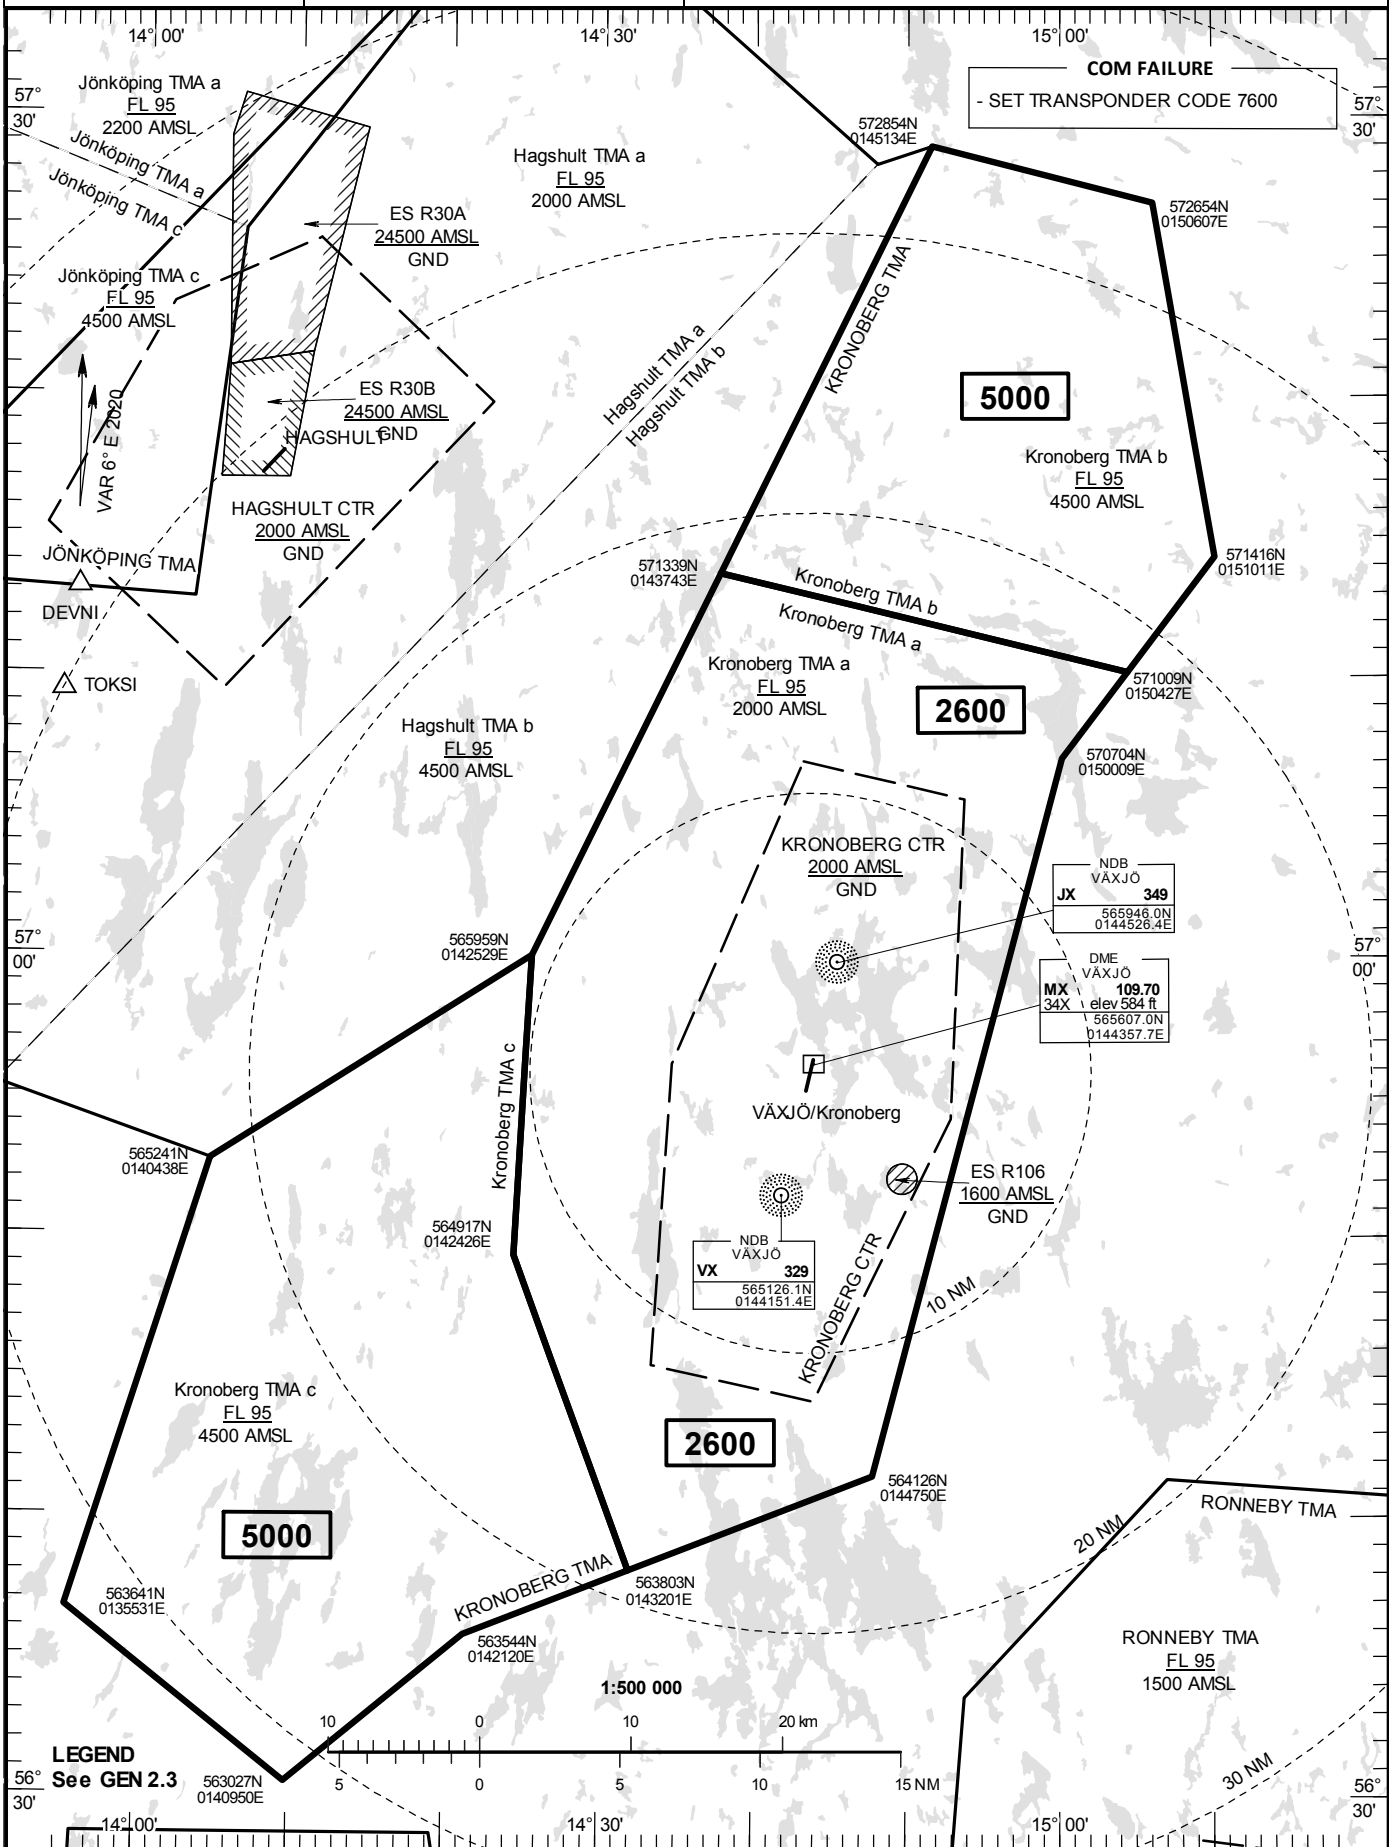 14° 00'
14° 30'
15° 00'
57°
30'
57°
30'
COM FAILURE
- SET TRANSPONDER CODE 7600
Jönköping TMA a
FL 95
2200 AMSL
Jönköping TMA a
Jönköping TMA c
Hagshult TMA a
FL 95
2000 AMSL
572854N
0145134E
572654N
0150607E
ES R30A
24500 AMSL
GND
Jönköping TMA c
FL 95
4500 AMSL
KRONOBERG TMA
Hagshult TMA a
Hagshult TMA b
5000
ES R30B
24500 AMSL
GND
HAGSHULT
VAR 6° E 2020
Kronoberg TMA b
FL 95
4500 AMSL
HAGSHULT CTR
2000 AMSL
GND
JÖNKÖPING TMA
DEVNI
571339N
0143743E
571416N
0151011E
Kronoberg TMA b
Kronoberg TMA a
TOKSI
Kronoberg TMA a
FL 95
2000 AMSL
571009N
0150427E
2600
Hagshult TMA b
FL 95
4500 AMSL
570704N
0150009E
KRONOBERG CTR
2000 AMSL
GND
NDB
VÄXJÖ
JX 349
565946.0N
0144526.4E
57°
00'
57°
00'
565959N
0142529E
DME
VÄXJÖ
MX 109.70
34X elev 584 ft
565607.0N
0144357.7E
Kronoberg TMA c
VÄXJÖ/Kronoberg
565241N
0140438E
ES R106
1600 AMSL
GND
564917N
0142426E
NDB
VÄXJÖ
VX 329
565126.1N
0144151.4E
KRONOBERG CTR
10 NM
Kronoberg TMA c
FL 95
4500 AMSL
2600
564126N
0144750E
RONNEBY TMA
5000
20 NM
KRONOBERG TMA
563803N
0143201E
563641N
0135531E
563544N
0142120E
RONNEBY TMA
FL 95
1500 AMSL
1:500 000
10 0 10 20 km
5 0 5 10 15 NM
LEGEND
See GEN 2.3
563027N
0140950E
30 NM
56°
30'
56°
30'
14° 00'
14° 30'
15° 00'